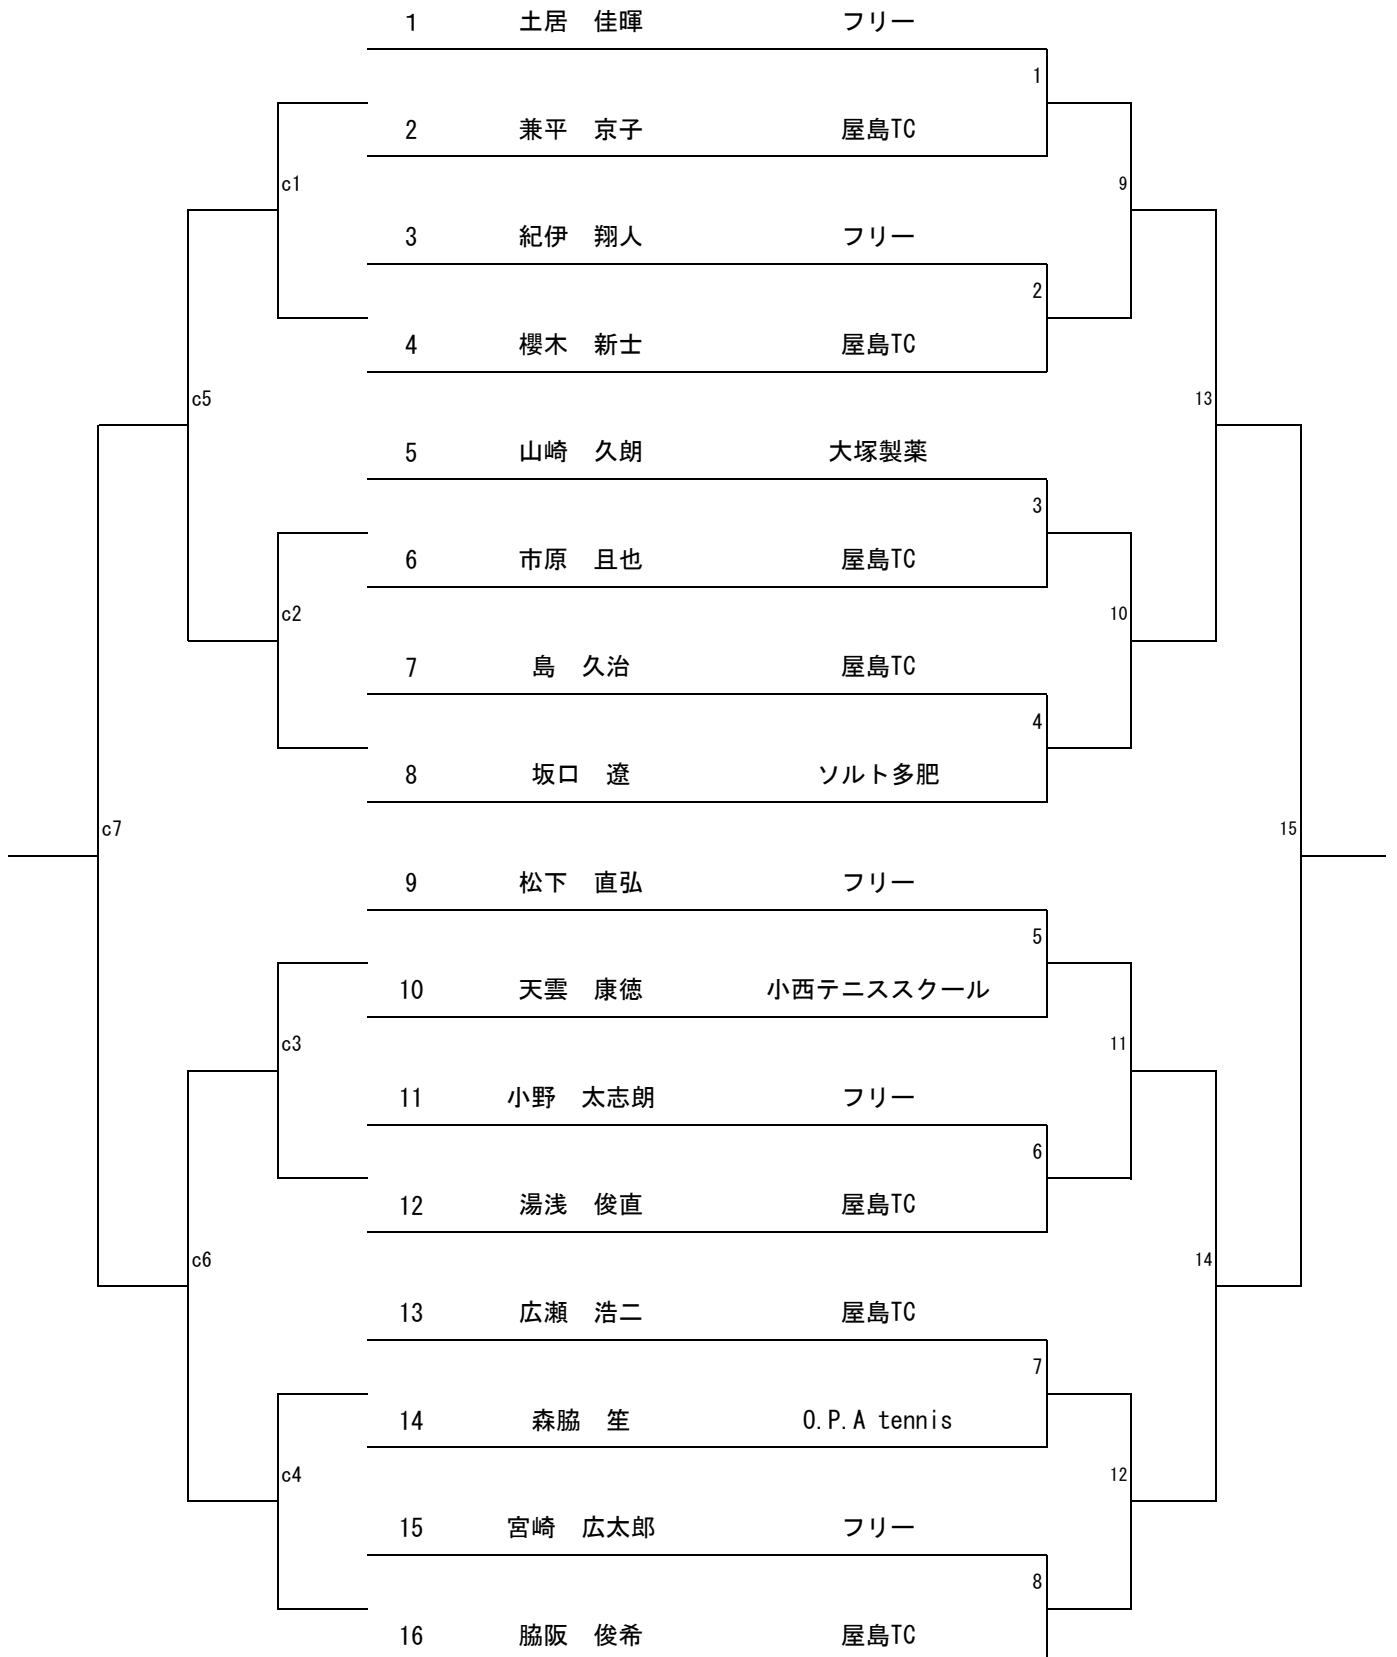 1 土居 佳暉 フリー
1
2 兼平 京子 屋島TC
c1 9
3 紀伊 翔人 フリー
2
4 櫻木 新士 屋島TC
c5 13
5 山崎 久朗 大塚製薬
3
6 市原 且也 屋島TC
c2 10
7 島 久治 屋島TC
4
8 坂口 遼 ソルト多肥
c7 15
9 松下 直弘 フリー
5
10 天雲 康徳 小西テニススクール
c3 11
11 小野 太志朗 フリー
6
12 湯浅 俊直 屋島TC
c6 14
13 広瀬 浩二 屋島TC
7
14 森脇 笙 O.P.A tennis
c4 12
15 宮崎 広太郎 フリー
8
16 脇阪 俊希 屋島TC